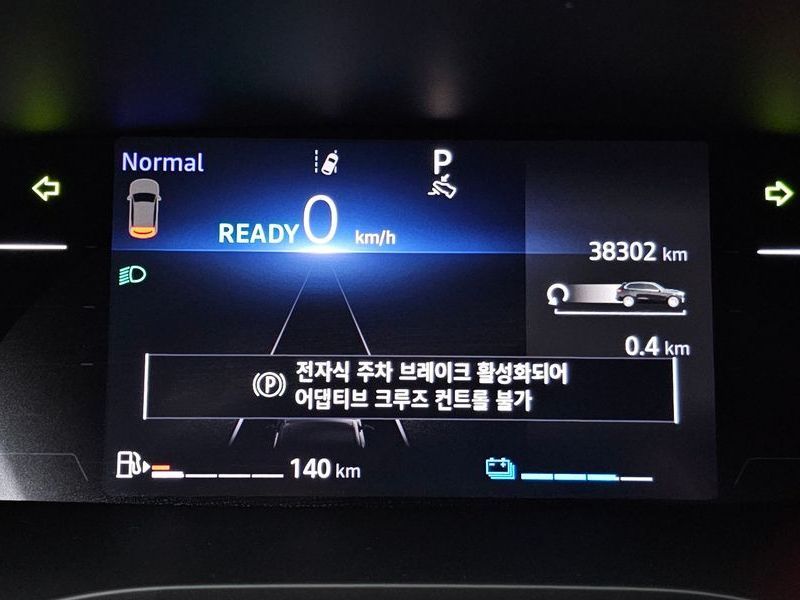 Normal
P
READY 0 km/h
38302 km
0.4 km
전자식 주차 브레이크 활성화되어
어댑티브 크루즈 컨트롤 불가
140 km